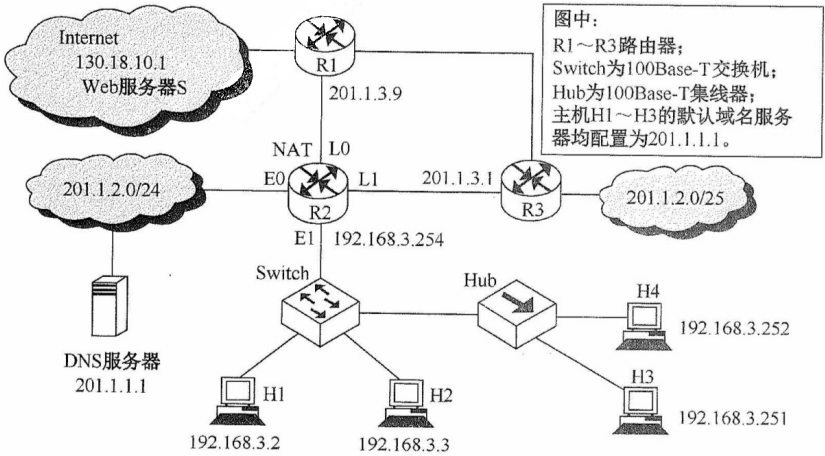 Internet
130.18.10.1
Web服务器S
R1
201.1.3.9
图中:
R1～R3路由器;
Switch为100Base-T交换机;
Hub为100Base-T集线器;
主机H1～H3的默认域名服务
器均配置为201.1.1.1。
NAT L0
201.1.2.0/24
E0
L1
201.1.3.1
R2
R3
201.1.2.0/25
E1
192.168.3.254
Switch
Hub
H4
192.168.3.252
DNS服务器
201.1.1.1
H1
H2
H3
192.168.3.251
192.168.3.2
192.168.3.3